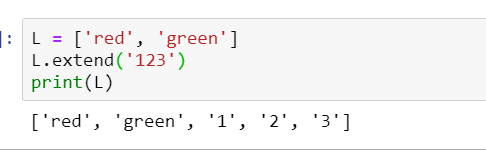 ]: L = ['red', 'green']
L.extend('123')
print(L)
['red', 'green', '1', '2', '3']